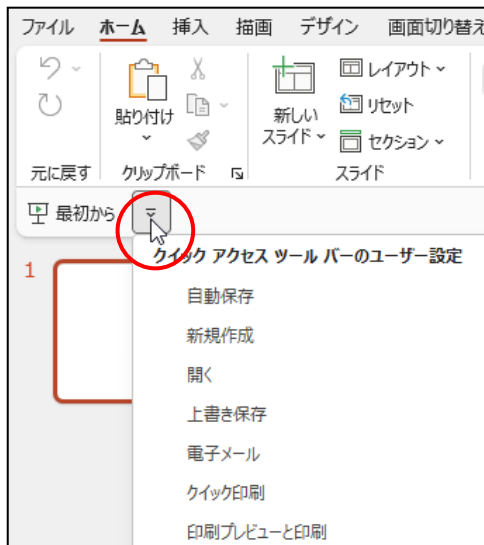 ファイル ホーム 挿入 描画 デザイン 画面切り替え
貼り付け
新しい
スライド
レイアウト
リセット
セクション
元に戻す クリップボード スライド
最初から
クイック アクセス ツール バーのユーザー設定
1
自動保存
新規作成
開く
上書き保存
電子メール
クイック印刷
印刷プレビューと印刷